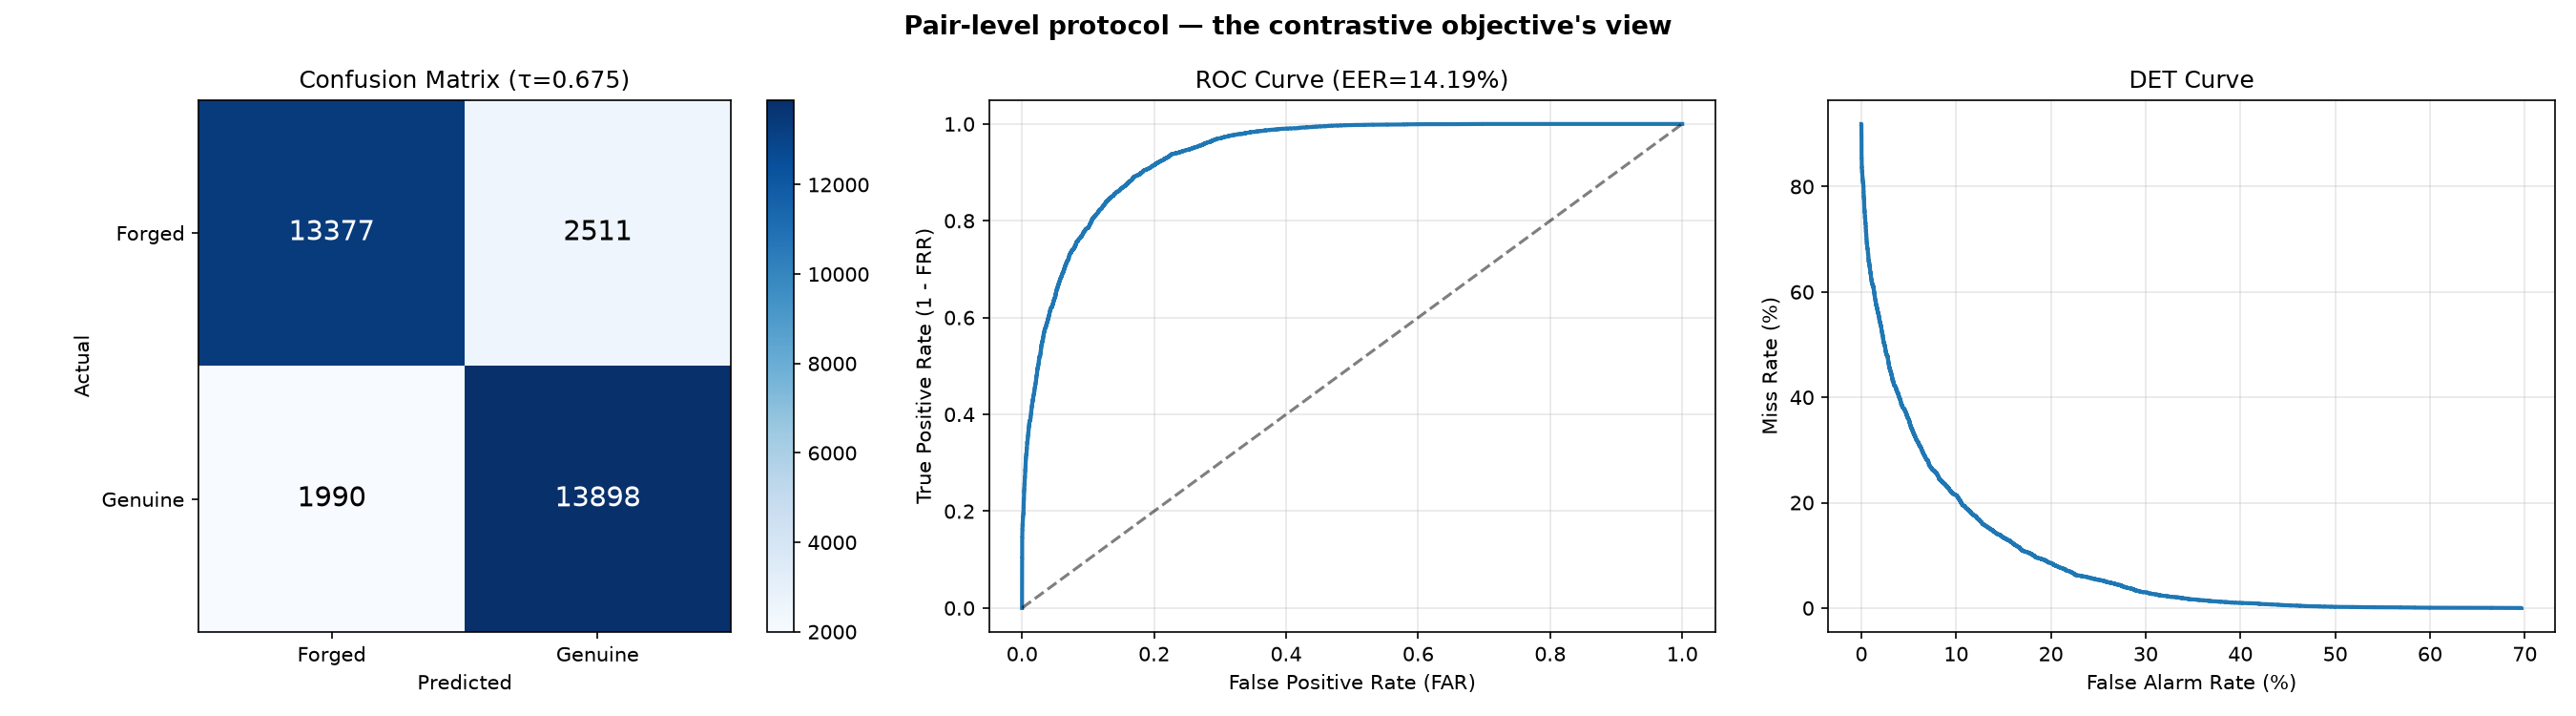 Pair-level protocol — the contrastive objective's view
Confusion Matrix (τ=0.675)
Actual
Forged
Genuine
13377
2511
1990
13898
Forged
Genuine
Predicted
12000
10000
8000
6000
4000
2000
ROC Curve (EER=14.19%)
True Positive Rate (1 - FRR)
1.0
0.8
0.6
0.4
0.2
0.0
0.0
0.2
0.4
0.6
0.8
1.0
False Positive Rate (FAR)
DET Curve
Miss Rate (%)
80
60
40
20
0
0
10
20
30
40
50
60
70
False Alarm Rate (%)